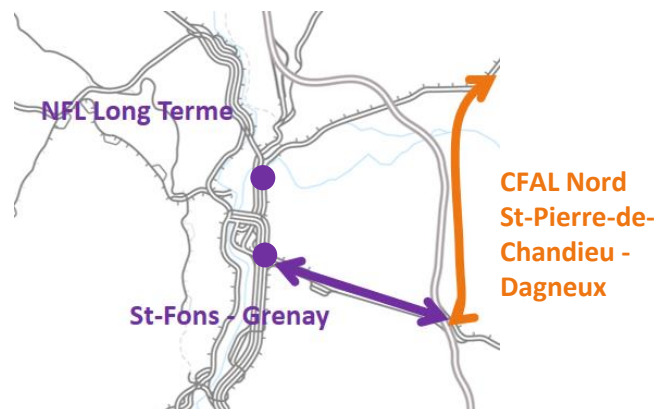 NFL Long Terme
CFAL Nord
St-Pierre-de-
Chandieu -
Dagneux
St-Fons - Grenay